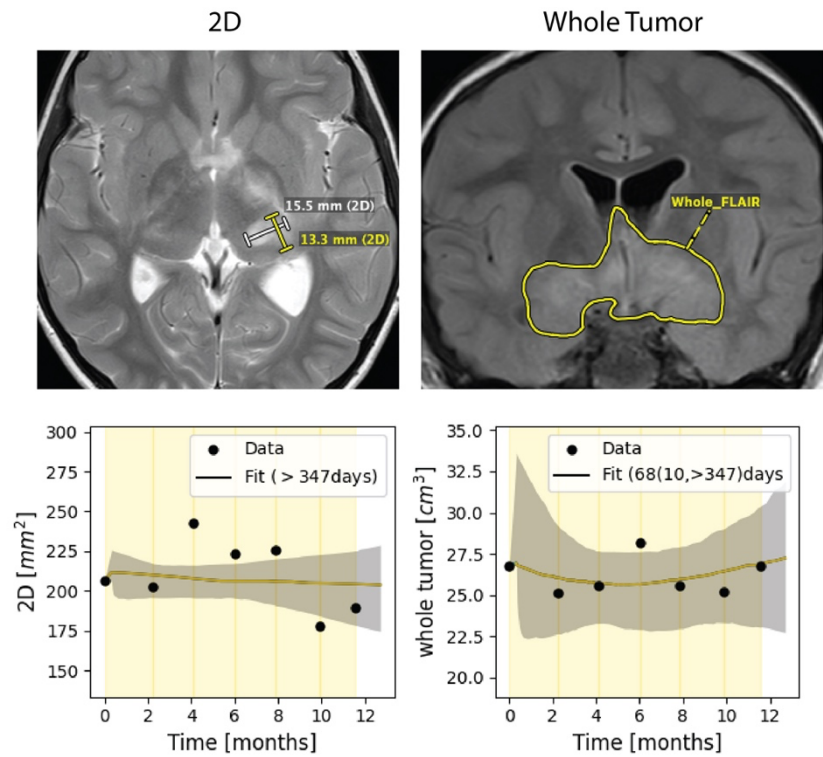 2D
Whole Tumor
15.5 mm (2D)
13.3 mm (2D)
Whole_FLAIR
300
275
250
225
200
175
150
2D [mm²]
Data
Fit (> 347days)
0 2 4 6 8 10 12
Time [months]
35.0
32.5
30.0
27.5
25.0
22.5
20.0
whole tumor [cm³]
Data
Fit (68(10,>347)days
0 2 4 6 8 10 12
Time [months]